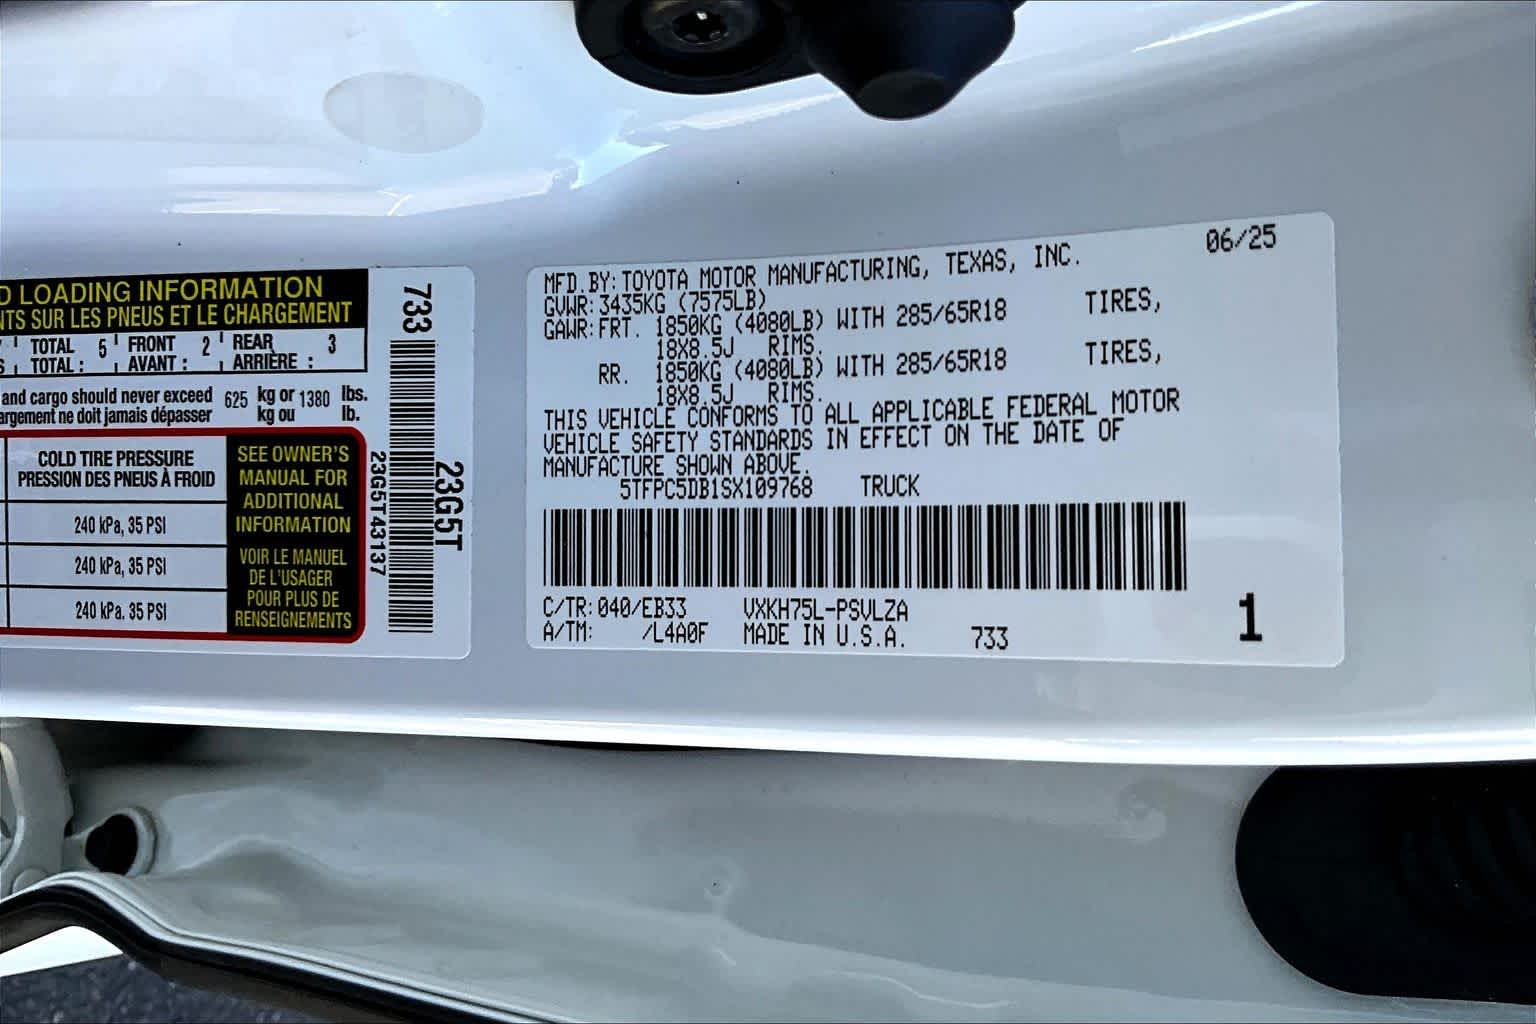 D LOADING INFORMATION
NTS SUR LES PNEUS ET LE CHARGEMENT
TOTAL 5 FRONT 2 REAR 3
TOTAL : AVANT : ARRIÈRE :
and cargo should never exceed 625 kg or 1380 lbs.
argement ne doit jamais dépasser kg ou lb.
COLD TIRE PRESSURE
PRESSION DES PNEUS À FROID
240 kPa, 35 PSI
240 kPa, 35 PSI
240 kPa. 35 PSI
SEE OWNER'S
MANUAL FOR
ADDITIONAL
INFORMATION
VOIR LE MANUEL
DE L'USAGER
POUR PLUS DE
RENSEIGNEMENTS
733
23G5T43137
23G5T
06/25
MFD.BY: TOYOTA MOTOR MANUFACTURING, TEXAS, INC.
GVWR: 3435KG (7575LB)
GAWR: FRT. 1850KG (4080LB) WITH 285/65R18 TIRES,
18X8.5J RIMS.
RR. 1850KG (4080LB) WITH 285/65R18 TIRES,
18X8.5J RIMS.
THIS VEHICLE CONFORMS TO ALL APPLICABLE FEDERAL MOTOR
VEHICLE SAFETY STANDARDS IN EFFECT ON THE DATE OF
MANUFACTURE SHOWN ABOVE.
5TFPC5DB1SX109768 TRUCK
C/TR: 040/EB33 VXKH75L-PSVLZA
A/TM: /L4A0F MADE IN U.S.A. 733
1